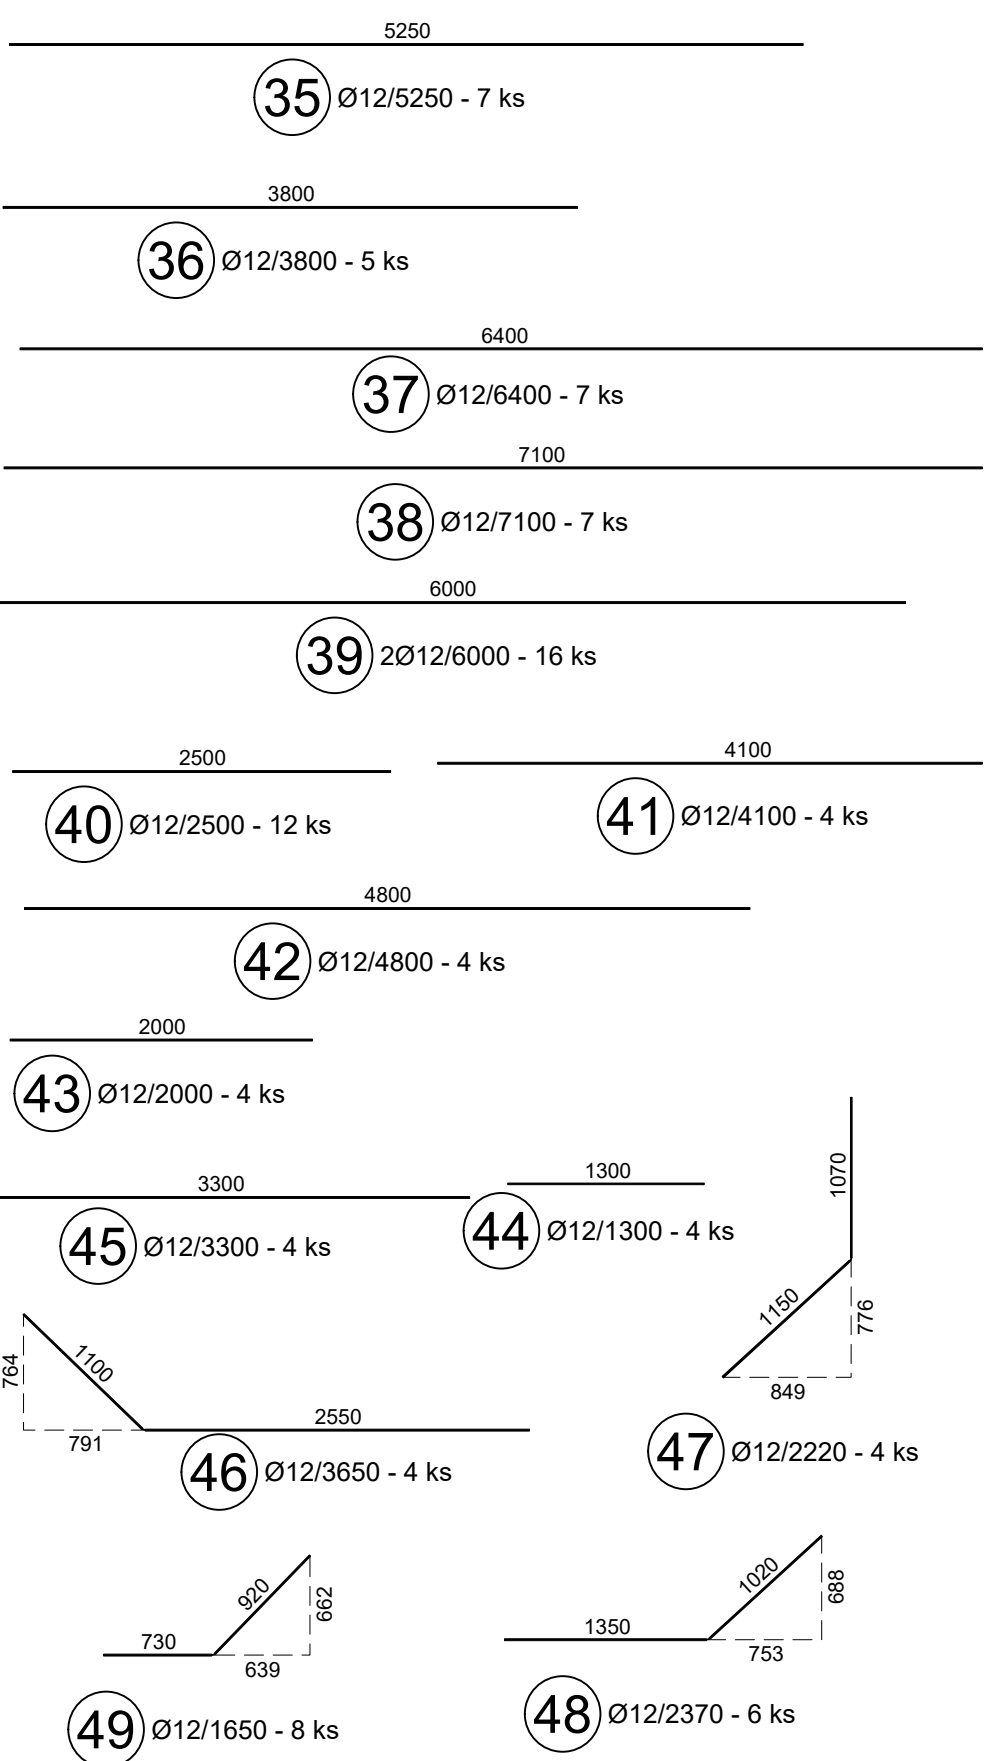 5250
35 Ø12/5250 - 7 ks
3800
36 Ø12/3800 - 5 ks
6400
37 Ø12/6400 - 7 ks
7100
38 Ø12/7100 - 7 ks
6000
39 2Ø12/6000 - 16 ks
2500
40 Ø12/2500 - 12 ks
4100
41 Ø12/4100 - 4 ks
4800
42 Ø12/4800 - 4 ks
2000
43 Ø12/2000 - 4 ks
3300
45 Ø12/3300 - 4 ks
1300
44 Ø12/1300 - 4 ks
1070
1150
776
849
47 Ø12/2220 - 4 ks
764
1100
791
2550
46 Ø12/3650 - 4 ks
730
920
662
639
49 Ø12/1650 - 8 ks
1350
1020
688
753
48 Ø12/2370 - 6 ks